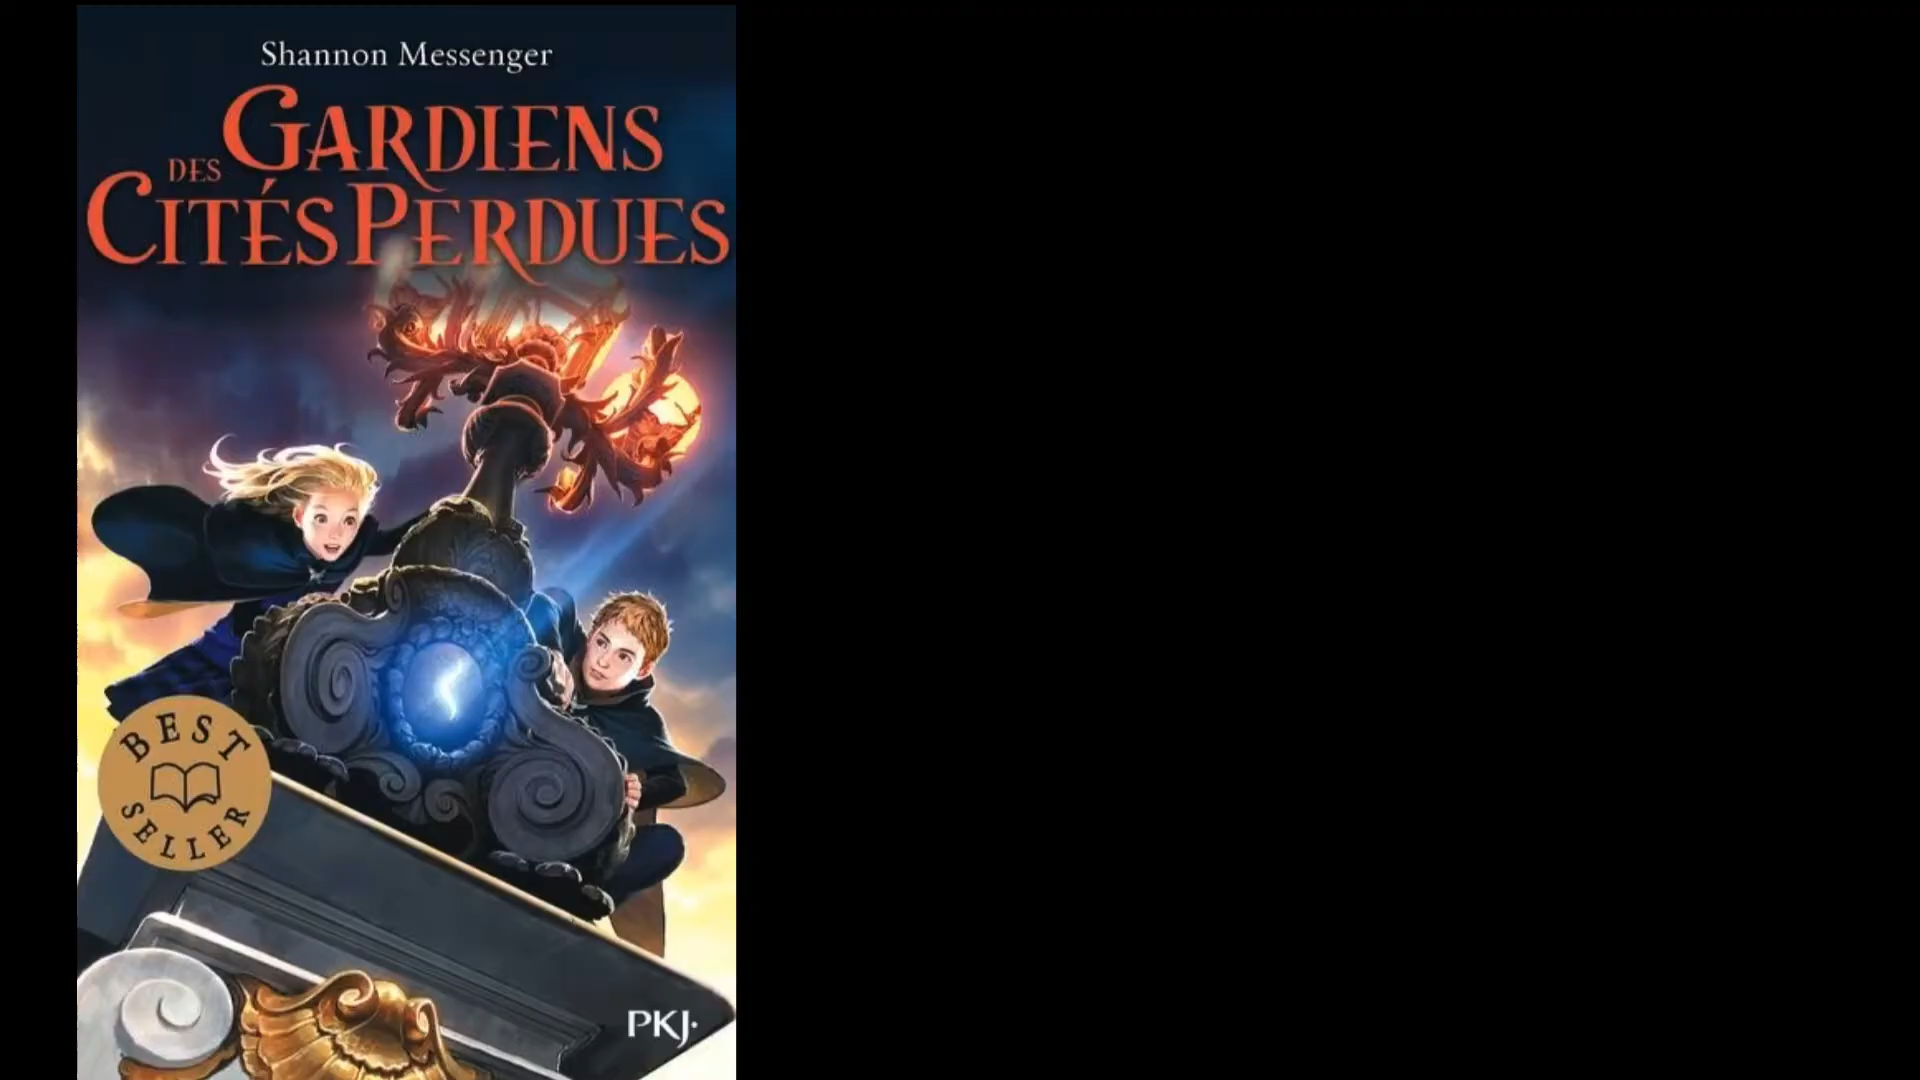 Shannon Messenger
GARDIENS
DES
CITÉS PERDUES
BEST
SELLER
PKJ.